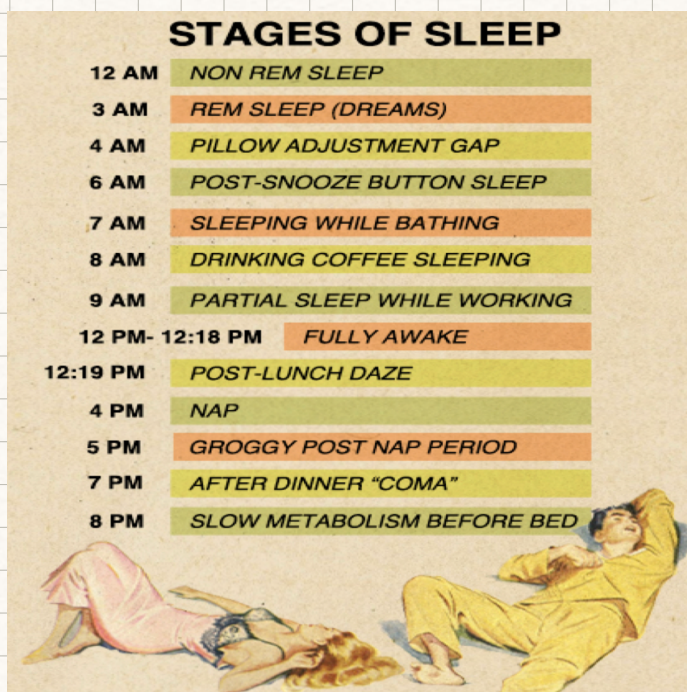 STAGES OF SLEEP
12 AM NON REM SLEEP
3 AM REM SLEEP (DREAMS)
4 AM PILLOW ADJUSTMENT GAP
6 AM POST-SNOOZE BUTTON SLEEP
7 AM SLEEPING WHILE BATHING
8 AM DRINKING COFFEE SLEEPING
9 AM PARTIAL SLEEP WHILE WORKING
12 PM- 12:18 PM FULLY AWAKE
12:19 PM POST-LUNCH DAZE
4 PM NAP
5 PM GROGGY POST NAP PERIOD
7 PM AFTER DINNER “COMA”
8 PM SLOW METABOLISM BEFORE BED